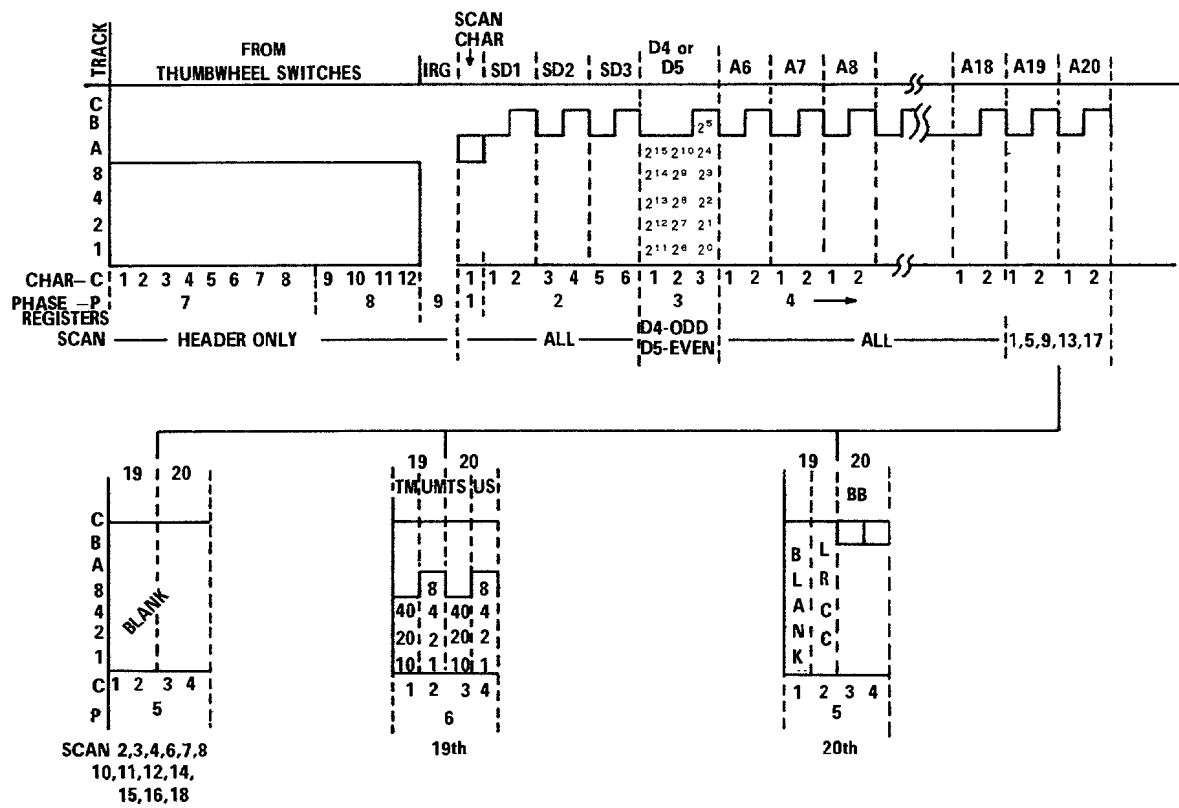 TRACK
FROM
THUMBWHEEL SWITCHES
IRG
SCAN
CHAR
SD1 SD2 SD3
D4 or
D5
A6 A7 A8 A18 A19 A20
C
B
A
8
4
2
1
2⁵
2¹⁵ 2¹⁰ 2⁴
2¹⁴ 2⁹ 2³
2¹³ 2⁸ 2²
2¹² 2⁷ 2¹
2¹¹ 2⁶ 2⁰
CHAR– C 1 2 3 4 5 6 7 8 9 10 11 12 1 1 2 3 4 5 6 1 2 3 1 2 1 2 1 2 1 2 1 2 1 2
PHASE –P 7 8 9 1 2 3 4
REGISTERS
SCAN HEADER ONLY ALL D4-ODD ALL 1,5,9,13,17
D5-EVEN
19 20
C
B
A
8
4
2
1
BLANK
C 1 2 3 4
P 5
SCAN 2,3,4,6,7,8
10,11,12,14,
15,16,18
19 20
TM UM TS US
8 8
40 4 40 4
20 2 20 2
10 1 10 1
1 2 3 4
6
19th
19 20
BB
BLANK
LRCC
1 2 3 4
5
20th